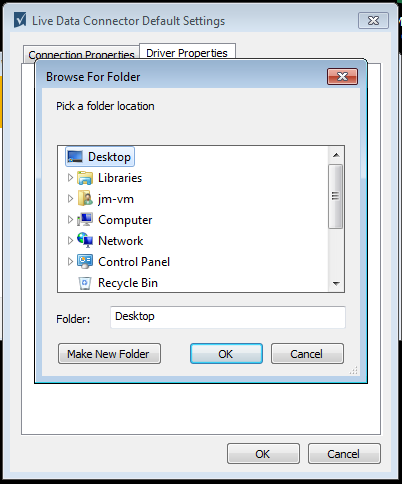 Live Data Connector Default Settings
Connection Properties Driver Properties
Browse For Folder
Pick a folder location
Desktop
Libraries
jm-vm
Computer
Network
Control Panel
Recycle Bin
Folder: Desktop
Make New Folder OK Cancel
OK Cancel